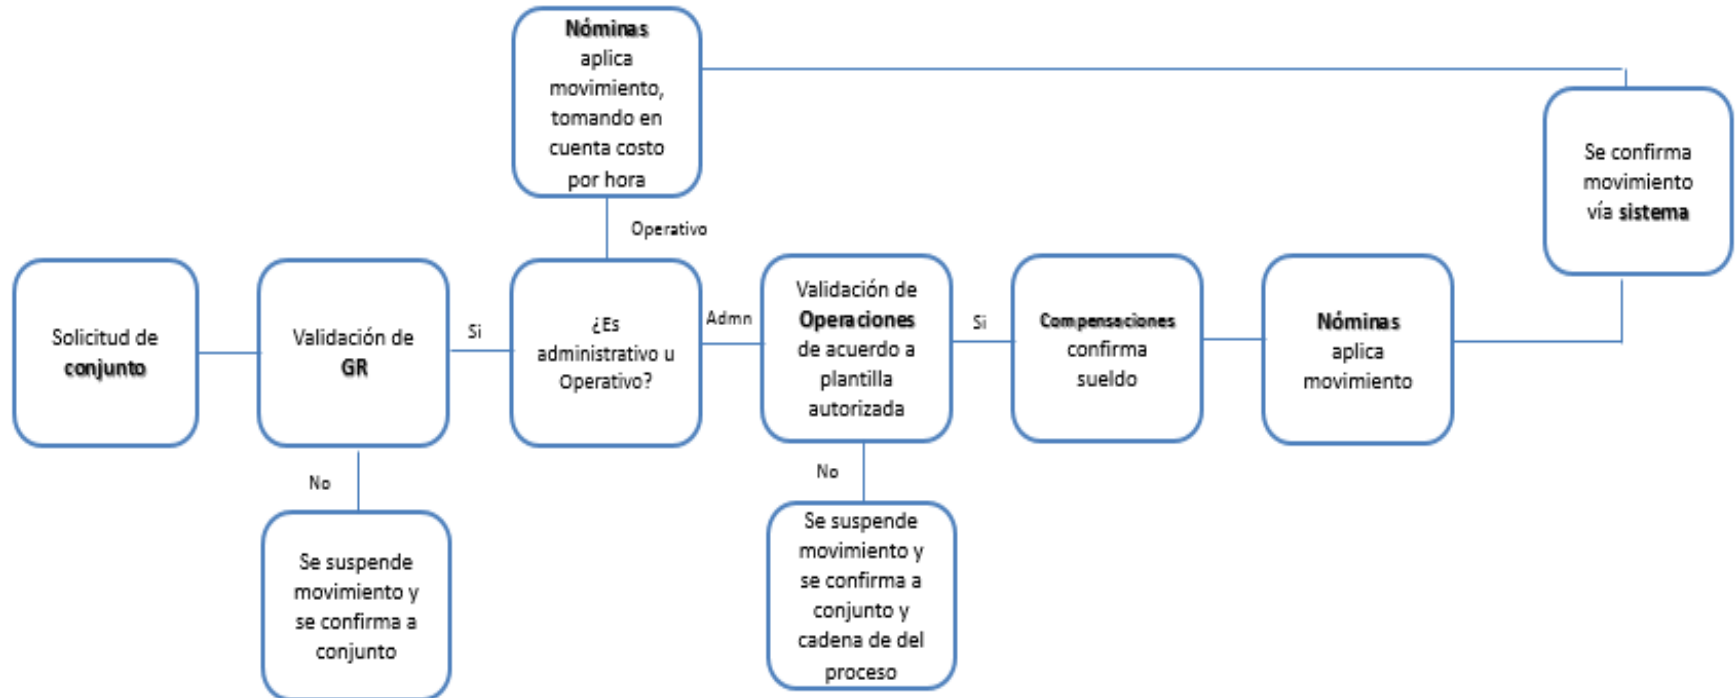 Nóminas
aplica
movimiento,
tomando en
cuenta costo
por hora
Se confirma
movimiento
vía sistema
Operativo
Solicitud de
conjunto
Validación de
GR
Si
¿Es
administrativo u
Operativo?
Admn
Validación de
Operaciones
de acuerdo a
plantilla
autorizada
Si
Compensaciones
confirma
sueldo
Nóminas
aplica
movimiento
No
Se suspende
movimiento y
se confirma a
conjunto
No
Se suspende
movimiento y
se confirma a
conjunto y
cadena de del
proceso